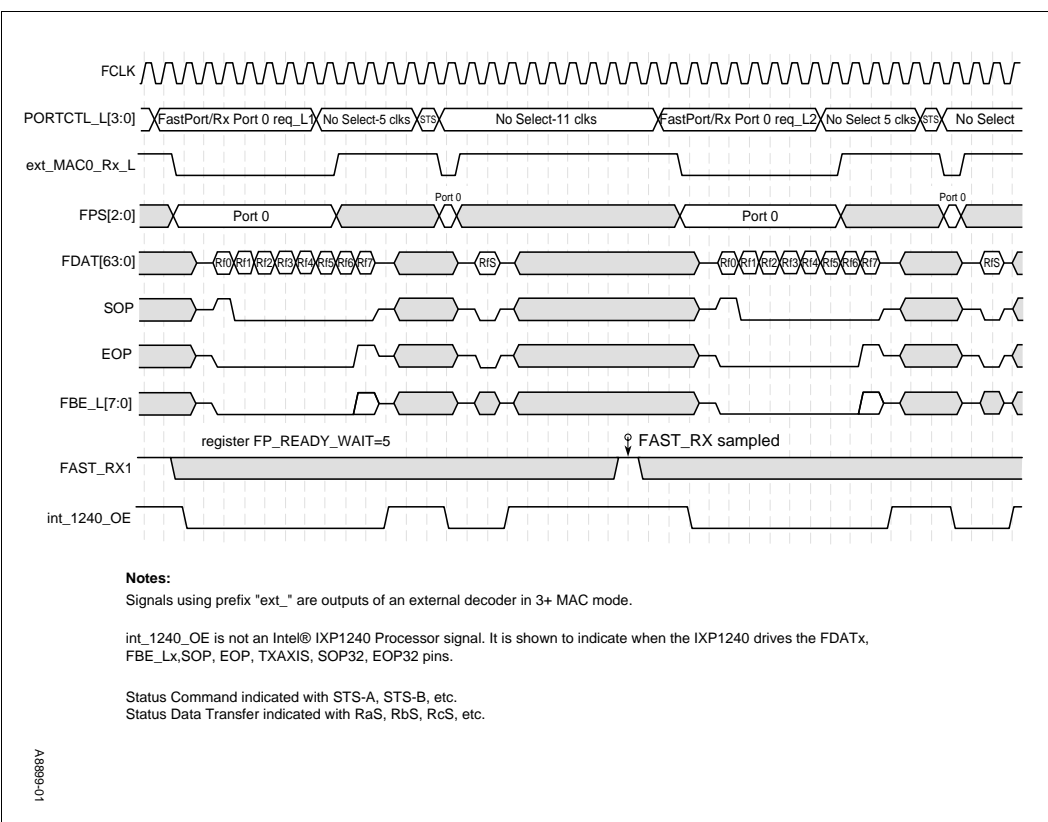 FCLK
PORTCTL_L[3:0] FastPort/Rx Port 0 req_L1 No Select-5 clks STS No Select-11 clks FastPort/Rx Port 0 req_L2 No Select 5 clks STS No Select
ext_MAC0_Rx_L
Port 0 Port 0
FPS[2:0] Port 0 Port 0
FDAT[63:0] Rf0 Rf1 Rf2 Rf3 Rf4 Rf5 Rf6 Rf7 RfS Rf0 Rf1 Rf2 Rf3 Rf4 Rf5 Rf6 Rf7 RfS
SOP
EOP
FBE_L[7:0]
register FP_READY_WAIT=5 FAST_RX sampled
FAST_RX1
int_1240_OE
Notes:
Signals using prefix "ext_" are outputs of an external decoder in 3+ MAC mode.
int_1240_OE is not an Intel® IXP1240 Processor signal. It is shown to indicate when the IXP1240 drives the FDATx,
FBE_Lx,SOP, EOP, TXAXIS, SOP32, EOP32 pins.
Status Command indicated with STS-A, STS-B, etc.
Status Data Transfer indicated with RaS, RbS, RcS, etc.
A8899-01